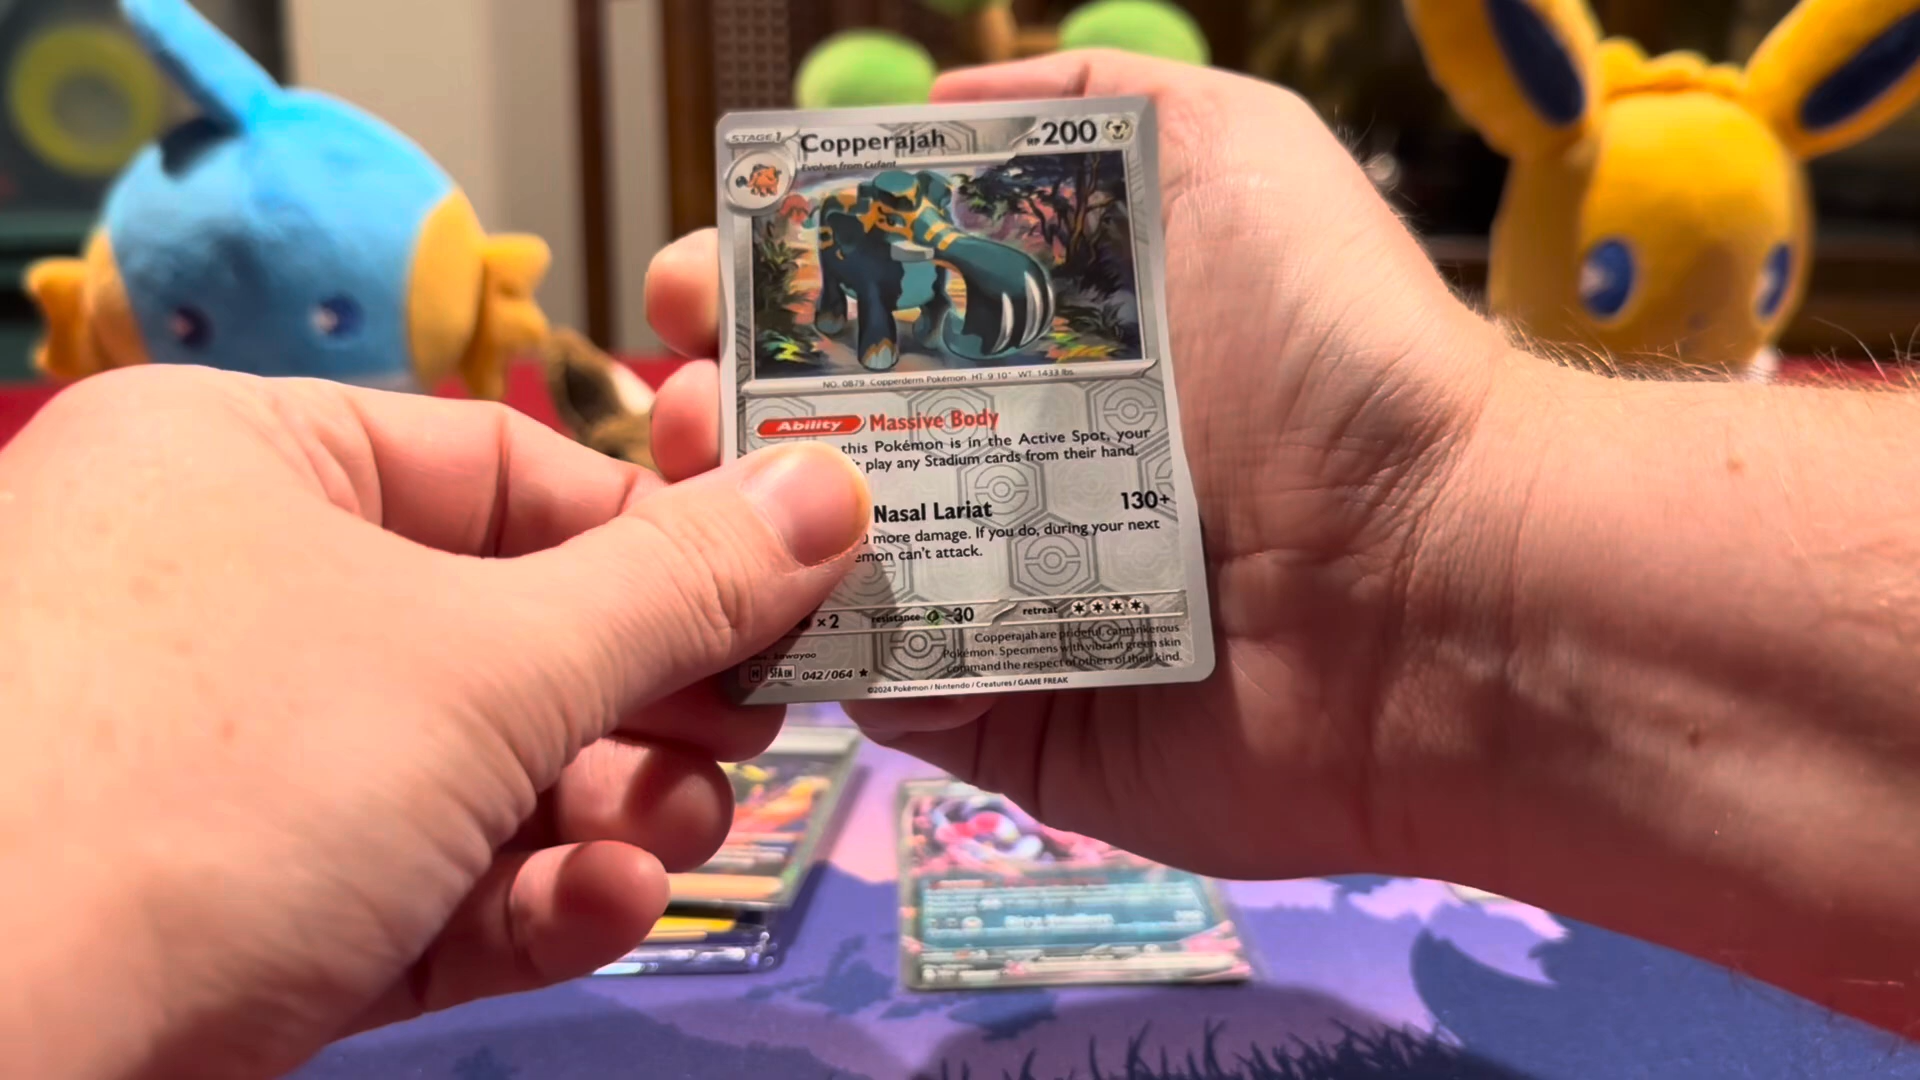 STAGE 1 Copperajah HP 200
Evolves from Cufant
NO. 0879 Copperderm Pokémon HT 9'10" WT 1433 lbs.
Ability Massive Body
this Pokémon is in the Active Spot, your
play any Stadium cards from their hand.
Nasal Lariat 130+
more damage. If you do, during your next
can't attack.
×2 resistance -30 retreat
Copperajah are prideful, cantankerous
Pokémon. Specimens with vibrant green skin
command the respect of others of their kind.
kawayoo
H SFA EN 042/064 ★
©2024 Pokémon / Nintendo / Creatures / GAME FREAK